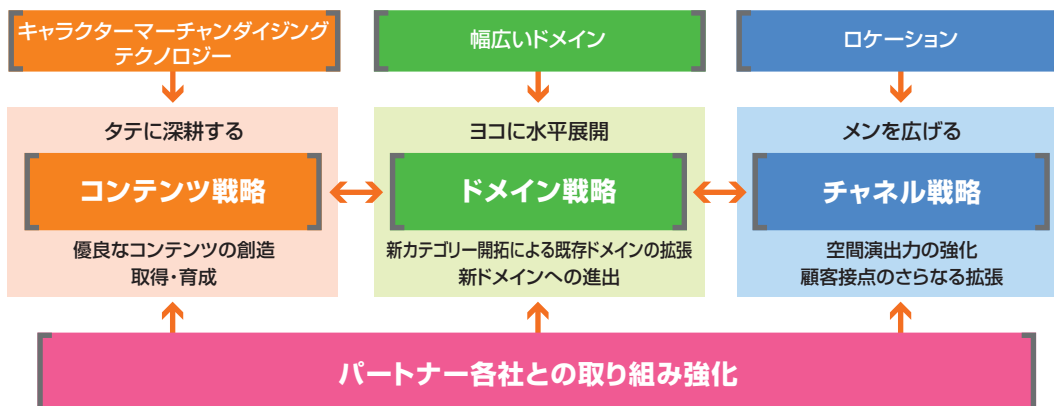 キャラクターマーチャンダイジング
テクノロジー
幅広いドメイン
ロケーション
タテに深耕する
コンテンツ戦略
優良なコンテンツの創造
取得・育成
ヨコに水平展開
ドメイン戦略
新カテゴリー開拓による既存ドメインの拡張
新ドメインへの進出
メンを広げる
チャネル戦略
空間演出力の強化
顧客接点のさらなる拡張
パートナー各社との取り組み強化